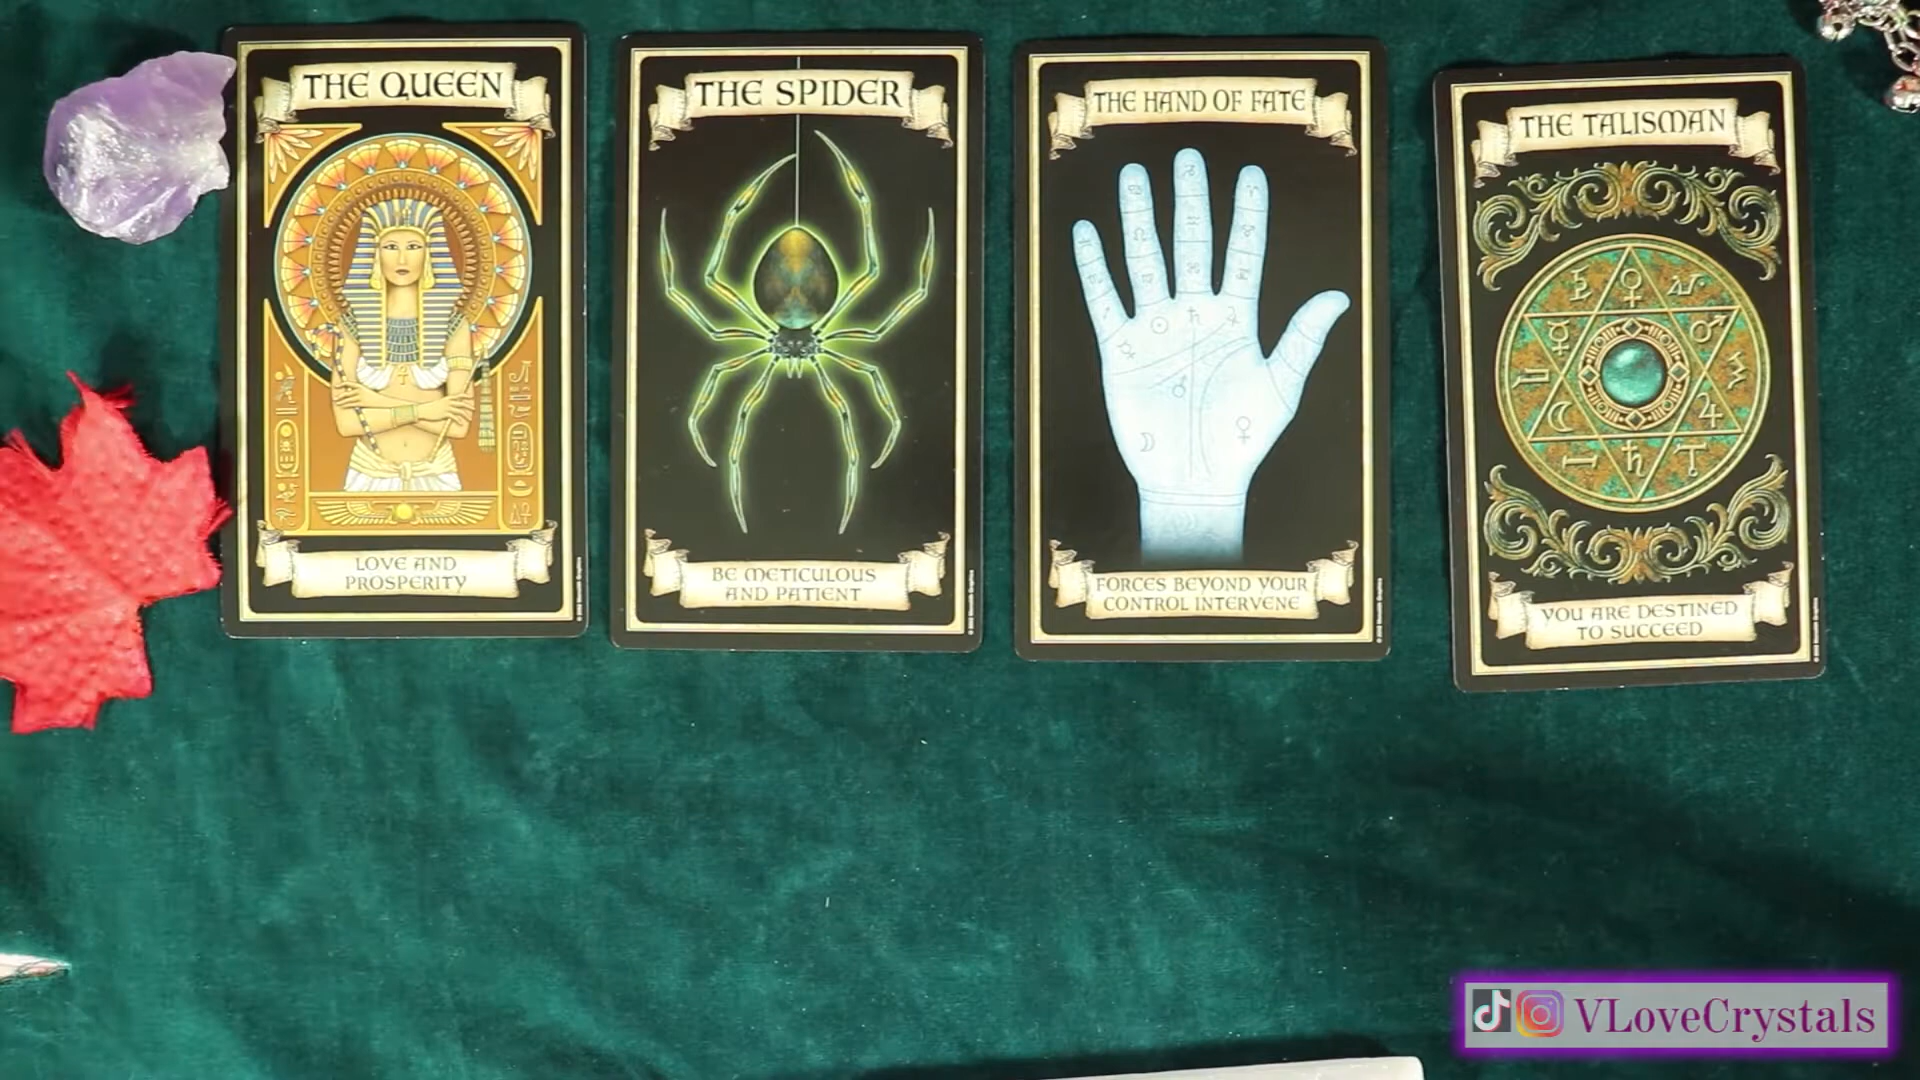 THE QUEEN
LOVE AND
PROSPERITY
THE SPIDER
BE METICULOUS
AND PATIENT
THE HAND OF FATE
FORCES BEYOND YOUR
CONTROL INTERVENE
THE TALISMAN
YOU ARE DESTINED
TO SUCCEED
VLoveCrystals